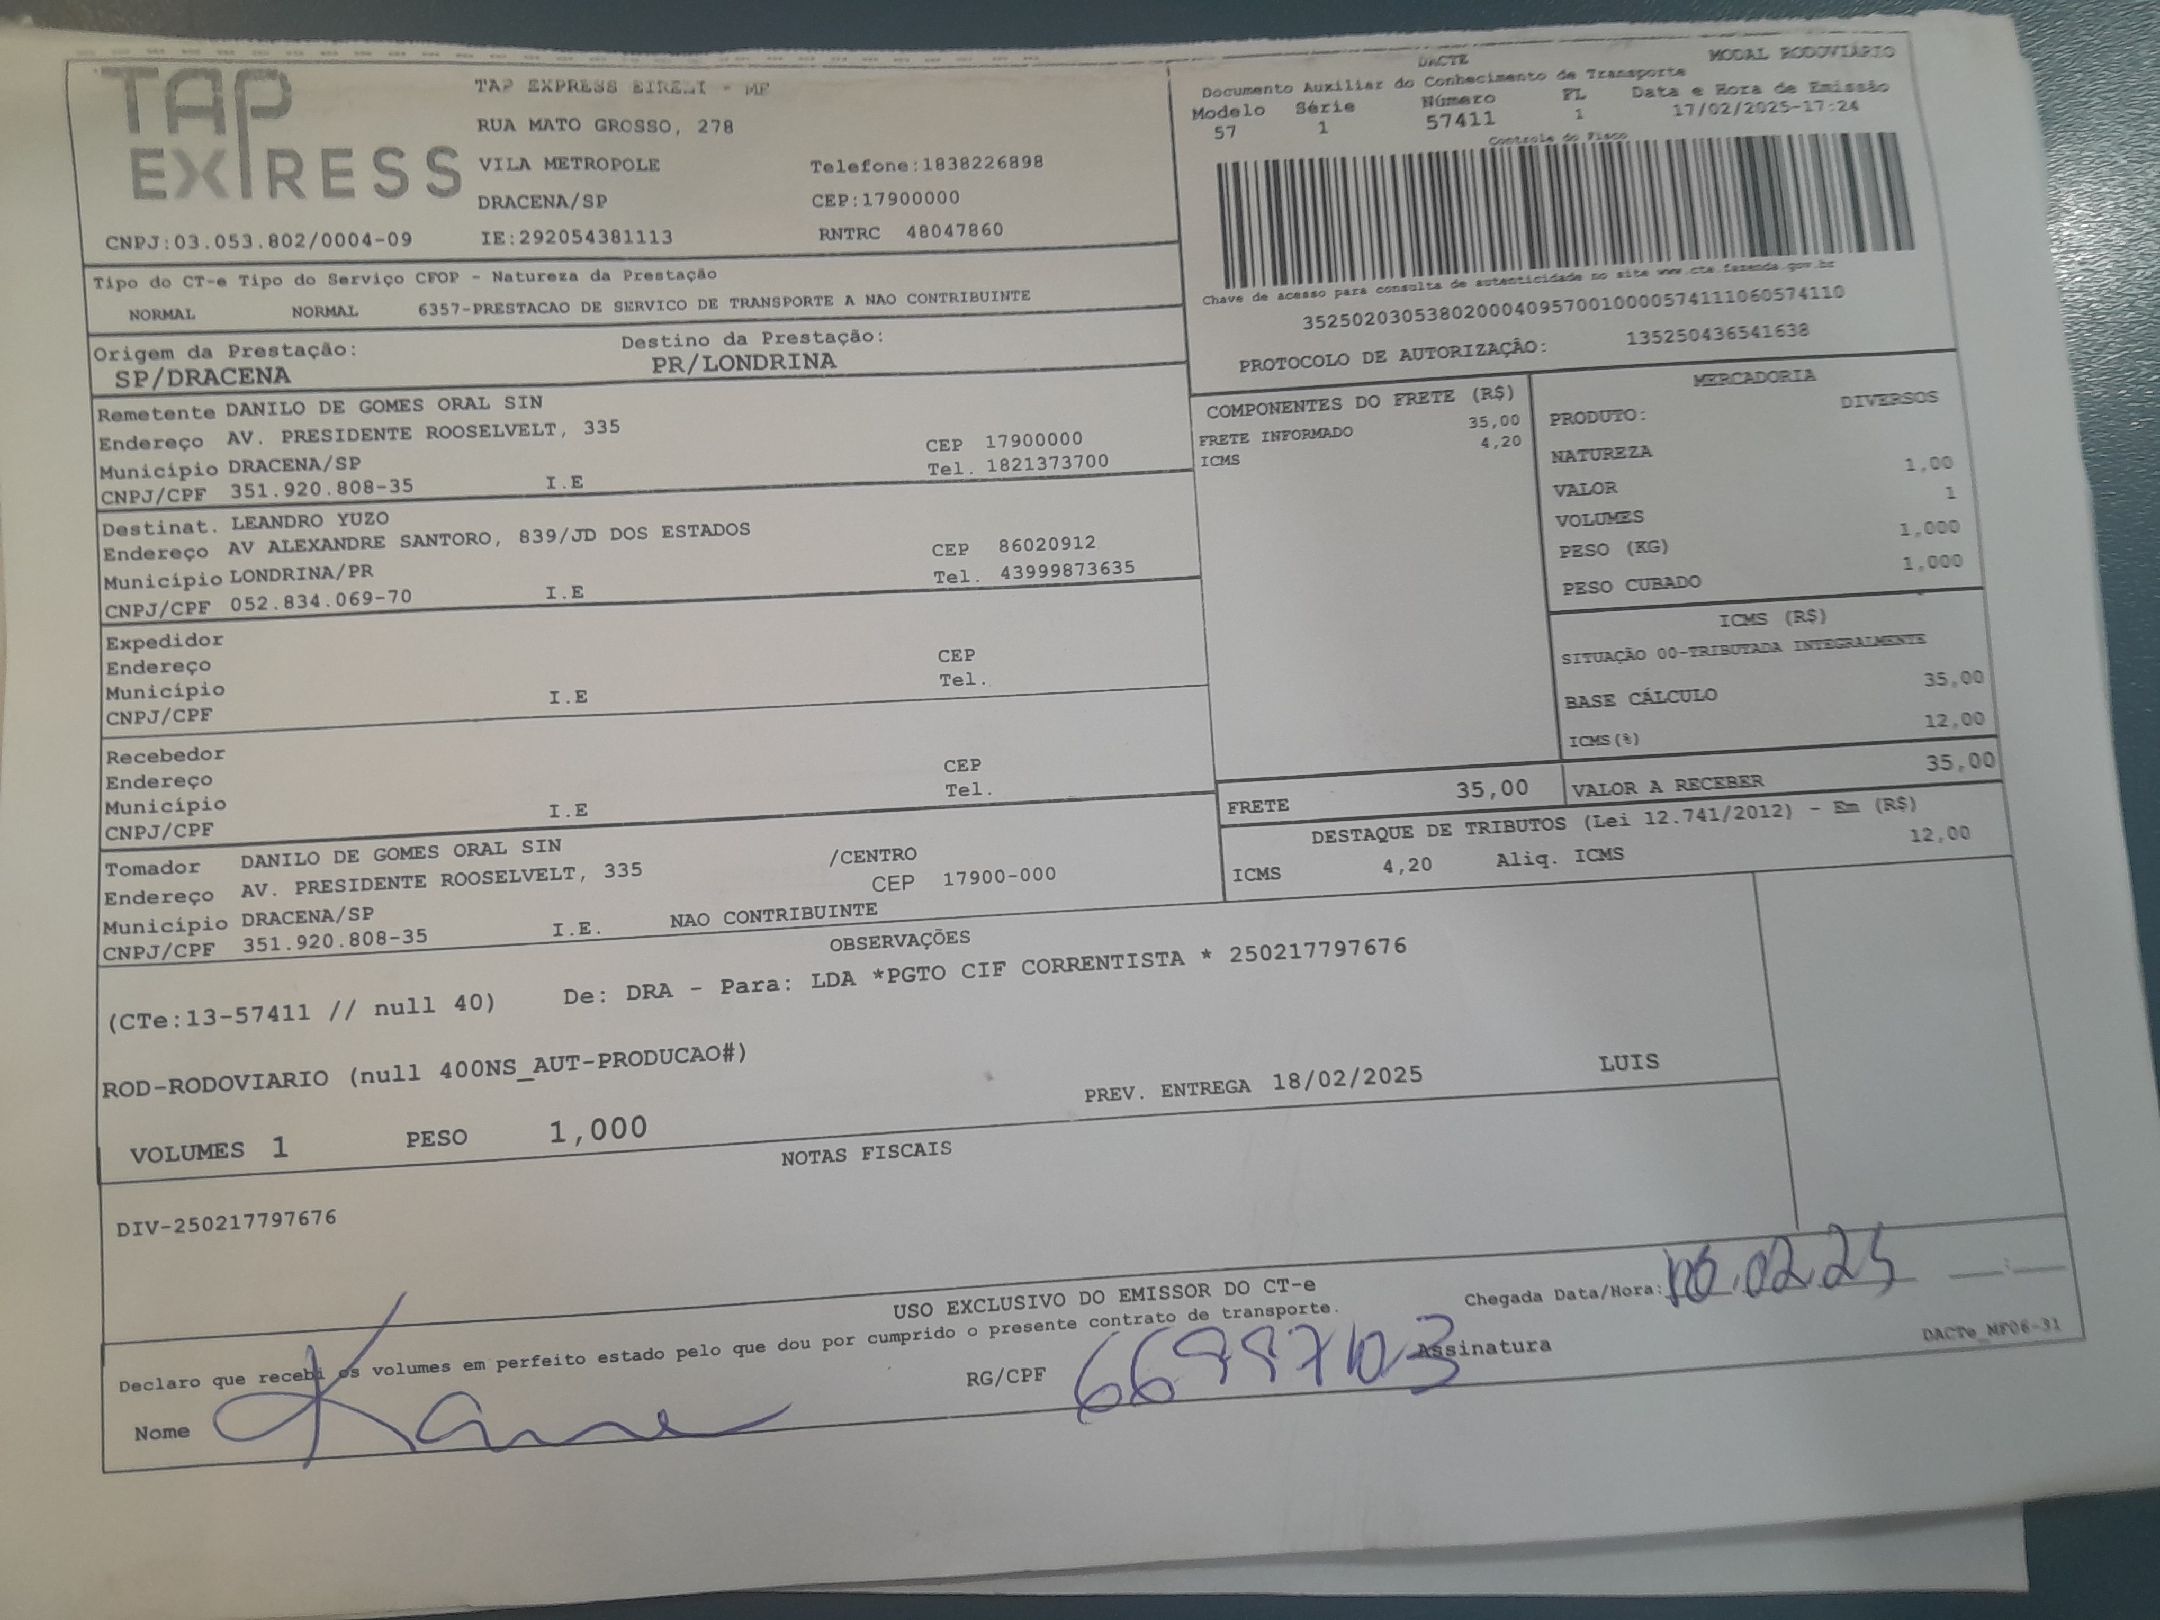 TAP EXPRESS
TAP EXPRESS EIRELI - MF
RUA MATO GROSSO, 278
VILA METROPOLE Telefone:1838226898
DRACENA/SP CEP:17900000
CNPJ:03.053.802/0004-09 IE:292054381113 RNTRC 48047860
DACTE MODAL RODOVIÁRIO
Documento Auxiliar do Conhecimento de Transporte
Modelo Série Número FL Data e Hora de Emissão
57 1 57411 1 17/02/2025-17:24
Controle do Fisco
Chave de acesso para consulta de autenticidade no site www.cte.fazenda.gov.br
35250203053802000409570010000574111060574110
PROTOCOLO DE AUTORIZAÇÃO: 135250436541638
Tipo do CT-e Tipo do Serviço CFOP - Natureza da Prestação
NORMAL NORMAL 6357-PRESTACAO DE SERVICO DE TRANSPORTE A NAO CONTRIBUINTE
Origem da Prestação: Destino da Prestação:
SP/DRACENA PR/LONDRINA
Remetente DANILO DE GOMES ORAL SIN
Endereço AV. PRESIDENTE ROOSELVELT, 335 CEP 17900000
Município DRACENA/SP Tel. 1821373700
CNPJ/CPF 351.920.808-35 I.E
Destinat. LEANDRO YUZO
Endereço AV ALEXANDRE SANTORO, 839/JD DOS ESTADOS CEP 86020912
Município LONDRINA/PR Tel. 43999873635
CNPJ/CPF 052.834.069-70 I.E
Expedidor
Endereço CEP
Município Tel.
CNPJ/CPF I.E
Recebedor
Endereço CEP
Município Tel.
CNPJ/CPF I.E
Tomador DANILO DE GOMES ORAL SIN /CENTRO
Endereço AV. PRESIDENTE ROOSELVELT, 335 CEP 17900-000
Município DRACENA/SP
CNPJ/CPF 351.920.808-35 I.E. NAO CONTRIBUINTE
COMPONENTES DO FRETE (R$)
FRETE INFORMADO 35,00
ICMS 4,20
MERCADORIA
PRODUTO: DIVERSOS
NATUREZA
VALOR 1,00
VOLUMES 1
PESO (KG) 1,000
PESO CUBADO 1,000
ICMS (R$)
SITUAÇÃO 00-TRIBUTADA INTEGRALMENTE
BASE CÁLCULO 35,00
ICMS(%) 12,00
FRETE 35,00 VALOR A RECEBER 35,00
DESTAQUE DE TRIBUTOS (Lei 12.741/2012) - Em (R$)
ICMS 4,20 Aliq. ICMS 12,00
OBSERVAÇÕES
(CTe:13-57411 // null 40) De: DRA - Para: LDA *PGTO CIF CORRENTISTA * 250217797676
ROD-RODOVIARIO (null 400NS_AUT-PRODUCAO#)
PREV. ENTREGA 18/02/2025 LUIS
VOLUMES 1 PESO 1,000
NOTAS FISCAIS
DIV-250217797676
USO EXCLUSIVO DO EMISSOR DO CT-e
Declaro que recebi os volumes em perfeito estado pelo que dou por cumprido o presente contrato de transporte.
Chegada Data/Hora:
Nome RG/CPF Assinatura
DACTe_MF06-31